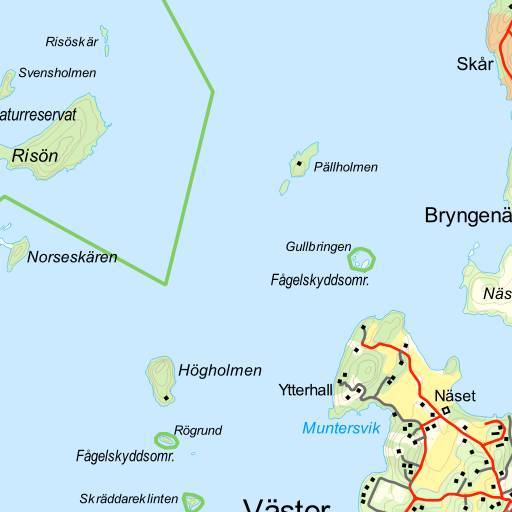 Risöskär
Skår
Svensholmen
aturreservat
Risön
Pällholmen
Bryngenä
Gullbringen
Norseskären
Fågelskyddsomr.
Näs
Högholmen
Ytterhall
Näset
Muntersvik
Rögrund
Fågelskyddsomr.
Skräddareklinten
Väster